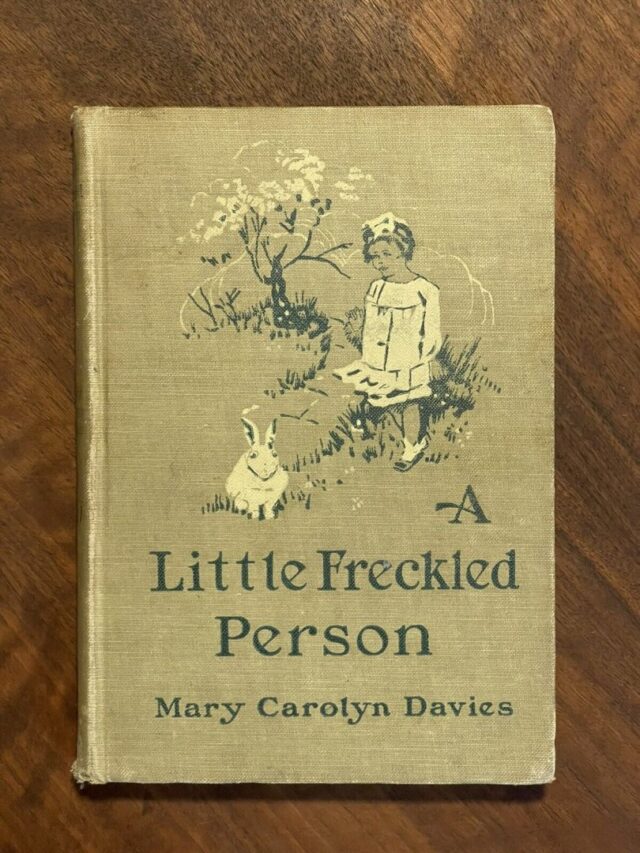 A
Little Freckled
Person
Mary Carolyn Davies